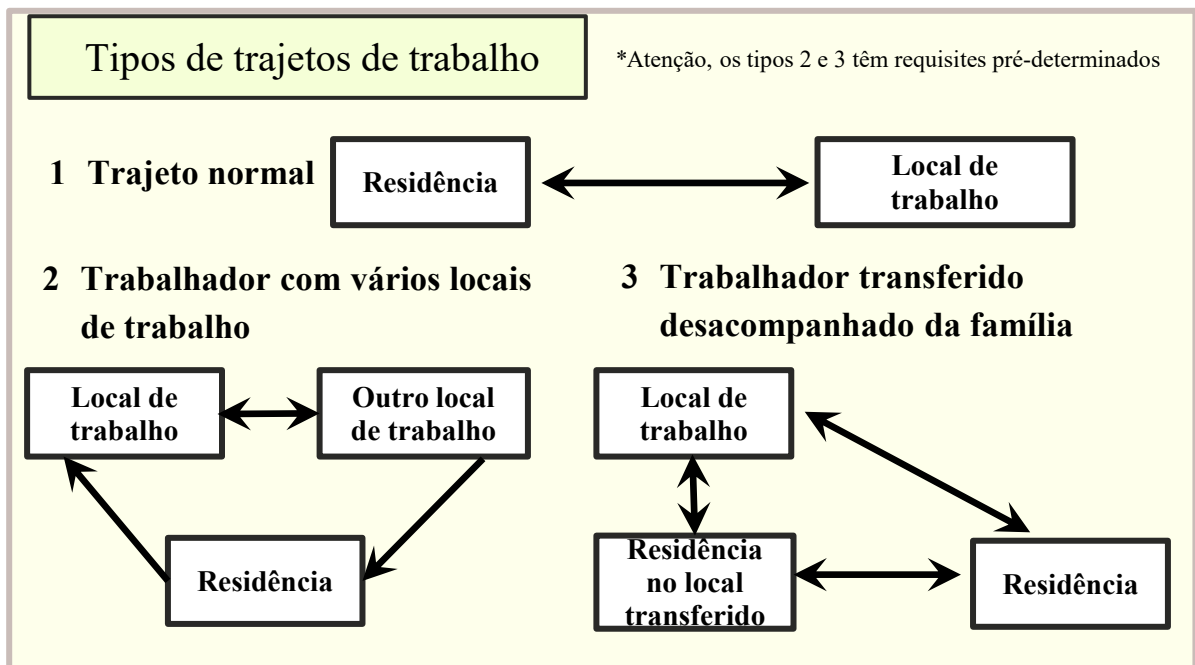 Tipos de trajetos de trabalho
*Atenção, os tipos 2 e 3 têm requisites pré-determinados
1 Trajeto normal
Residência
Local de
trabalho
2 Trabalhador com vários locais
de trabalho
Local de
trabalho
Outro local
de trabalho
Residência
3 Trabalhador transferido
desacompanhado da família
Local de
trabalho
Residência
no local
transferido
Residência